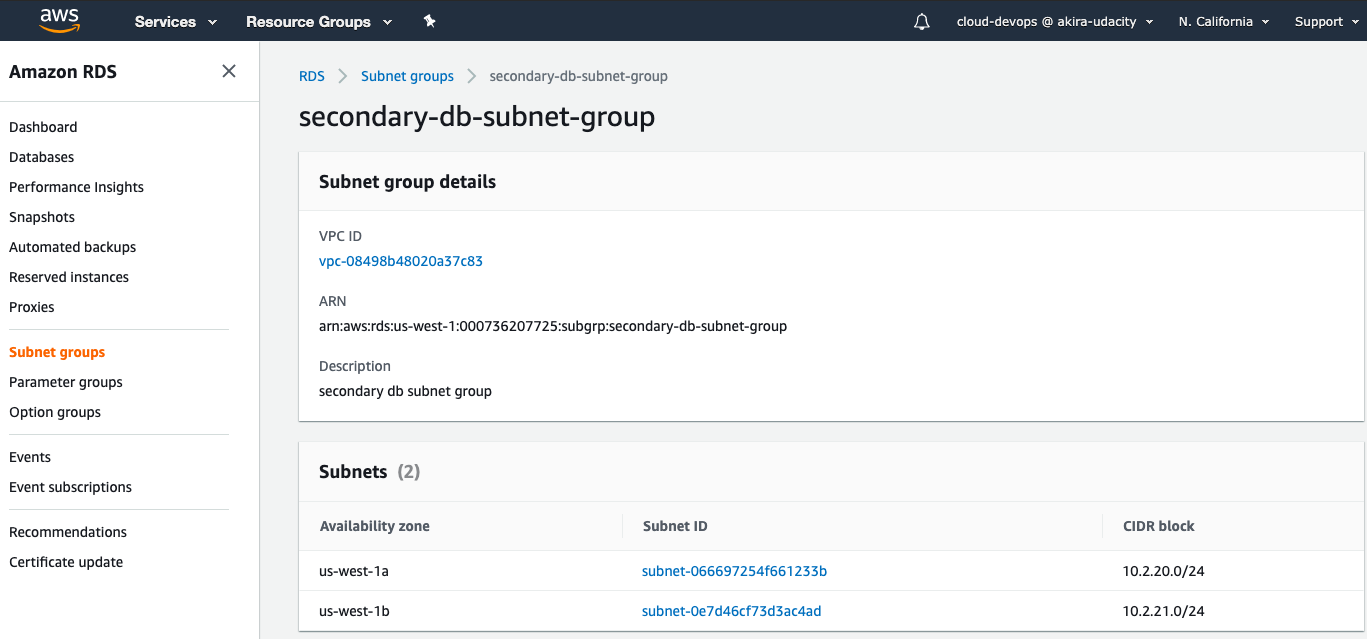 aws Services Resource Groups cloud-devops @ akira-udacity N. California Support
Amazon RDS
Dashboard
Databases
Performance Insights
Snapshots
Automated backups
Reserved instances
Proxies
Subnet groups
Parameter groups
Option groups
Events
Event subscriptions
Recommendations
Certificate update
RDS Subnet groups secondary-db-subnet-group
secondary-db-subnet-group
Subnet group details
VPC ID
vpc-08498b48020a37c83
ARN
arn:aws:rds:us-west-1:000736207725:subgrp:secondary-db-subnet-group
Description
secondary db subnet group
Subnets (2)
Availability zone Subnet ID CIDR block
us-west-1a subnet-066697254f661233b 10.2.20.0/24
us-west-1b subnet-0e7d46cf73d3ac4ad 10.2.21.0/24